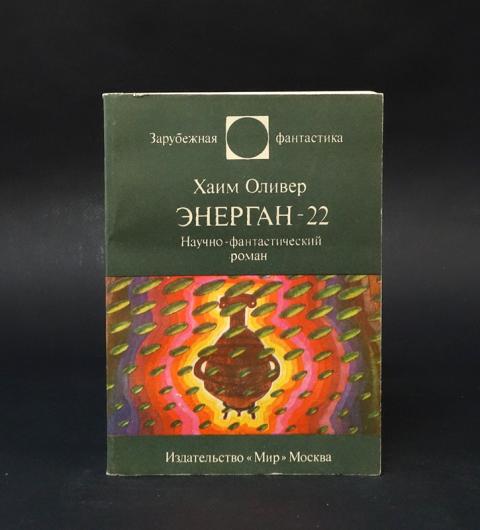 Зарубежная фантастика
Хаим Оливер
ЭНЕРГАН-22
Научно-фантастический
роман
Издательство «Мир» Москва